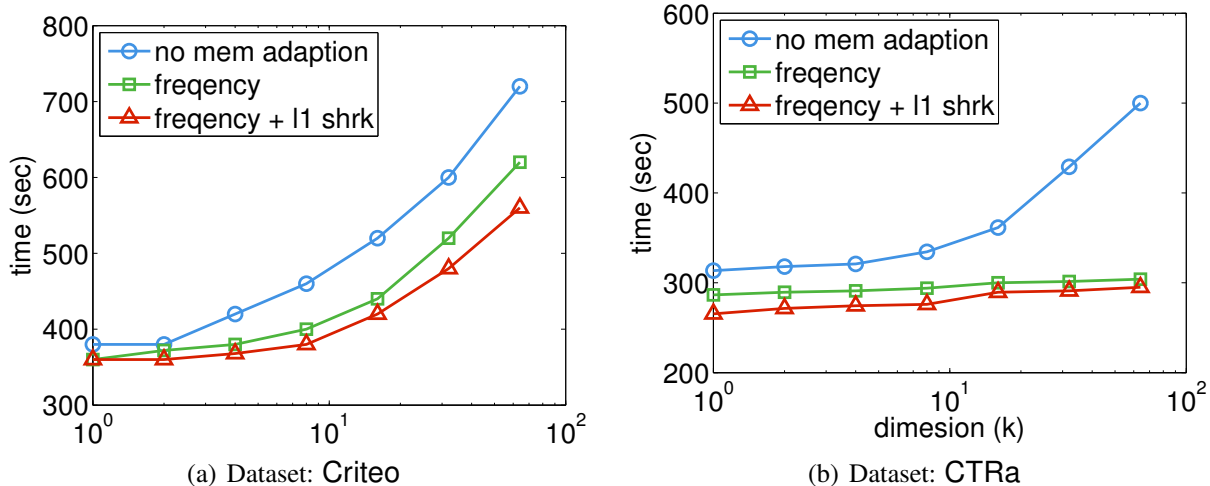 800
700
600
500
400
300
time (sec)
no mem adaption
freqency
freqency + l1 shrk
10^0
10^1
10^2
(a) Dataset: Criteo
600
500
400
300
200
time (sec)
no mem adaption
freqency
freqency + l1 shrk
10^0
10^1
10^2
dimesion (k)
(b) Dataset: CTRa